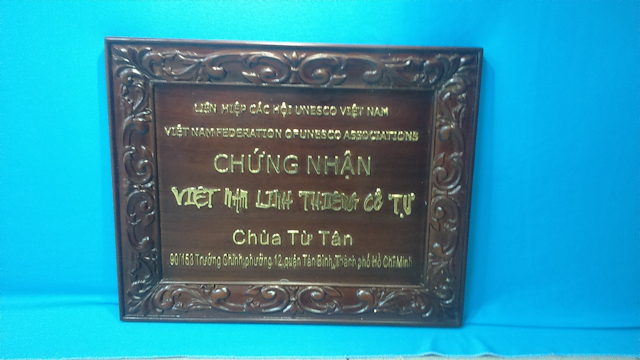 LIÊN HIỆP CÁC HỘI UNESCO VIỆT NAM
VIỆT NAM FEDERATION OF UNESCO ASSOCIATIONS
CHỨNG NHẬN
VIỆT NAM LINH THIÊNG CỔ TỰ
Chùa Từ Tân
90/153 Trường Chinh,phường 12,quận Tân Bình,Thành phố Hồ Chí Minh